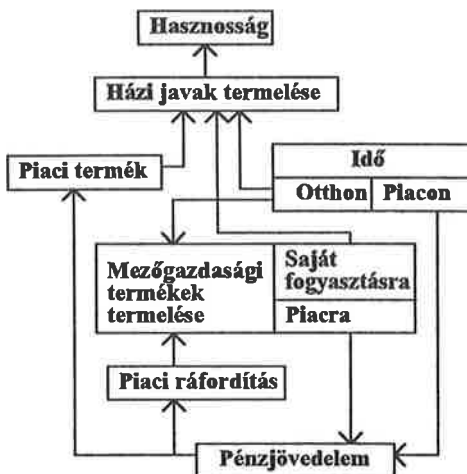 Hasznosság
Házi javak termelése
Idő
Piaci termék
Otthon
Piacon
Mezőgazdasági
termékek
termelése
Saját
fogyasztásra
Piacra
Piaci ráfordítás
Pénzjövedelem